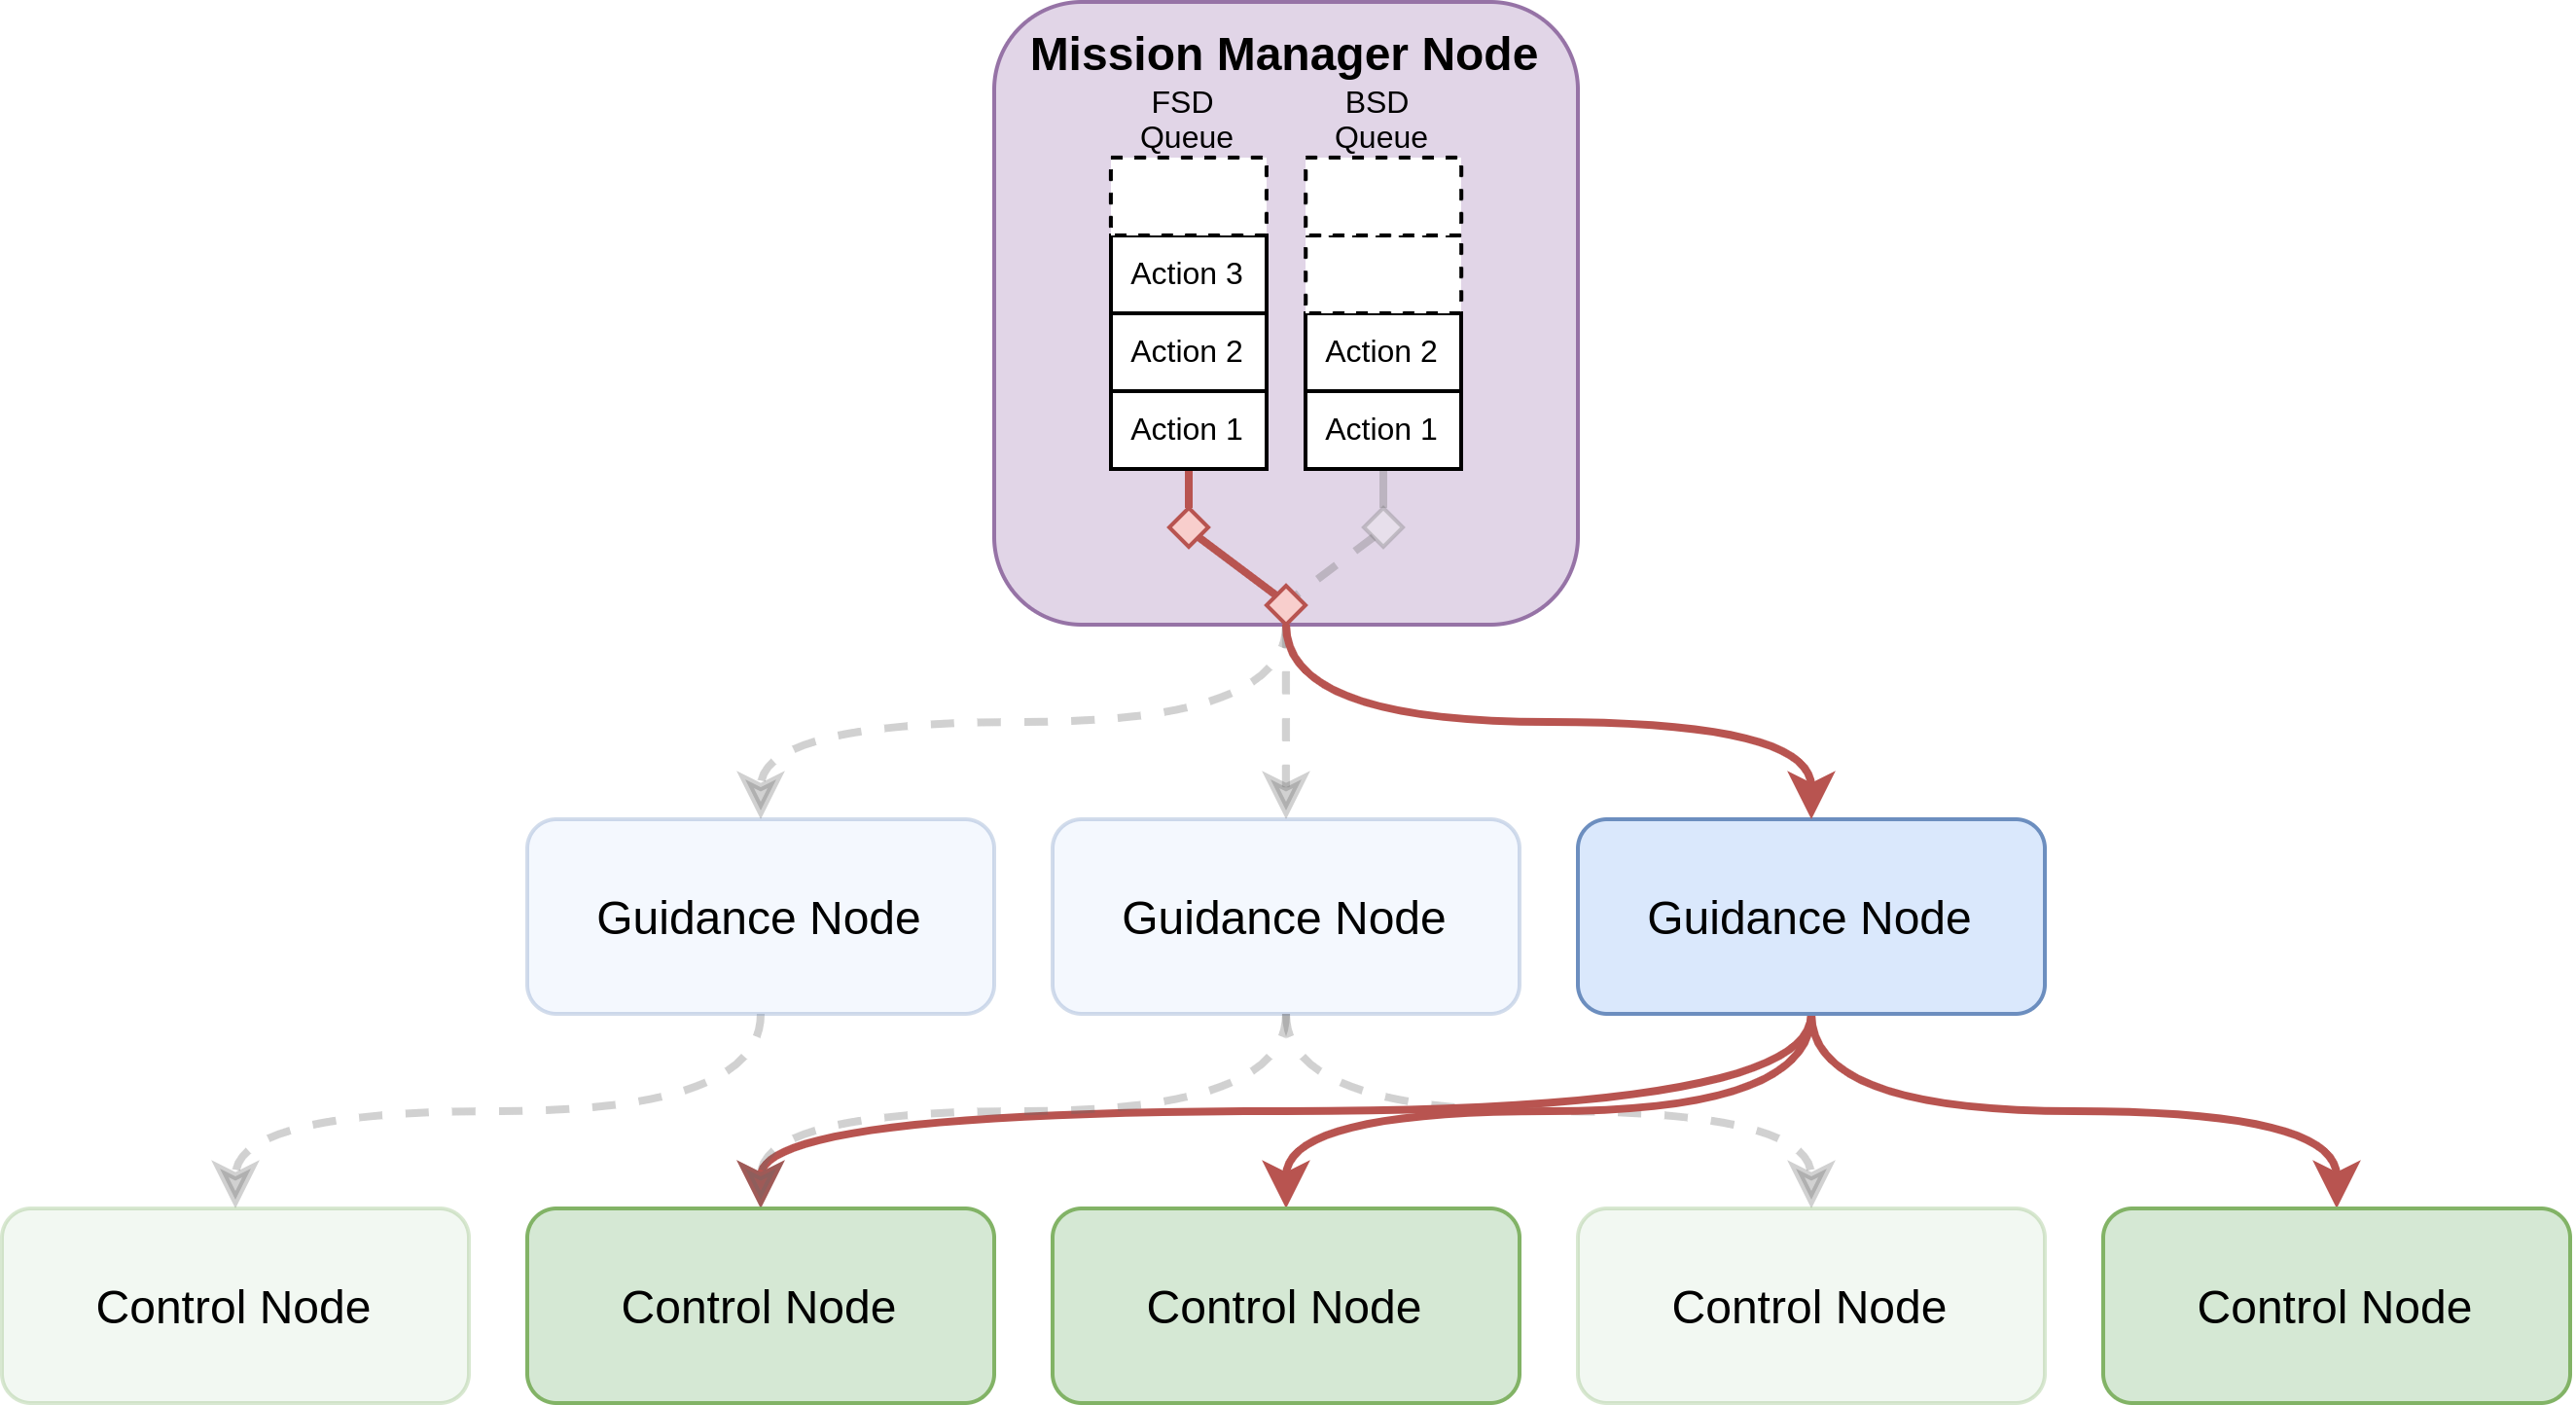 Mission Manager Node
FSD
Queue
BSD
Queue
Action 3
Action 2
Action 2
Action 1
Action 1
Guidance Node
Guidance Node
Guidance Node
Control Node
Control Node
Control Node
Control Node
Control Node